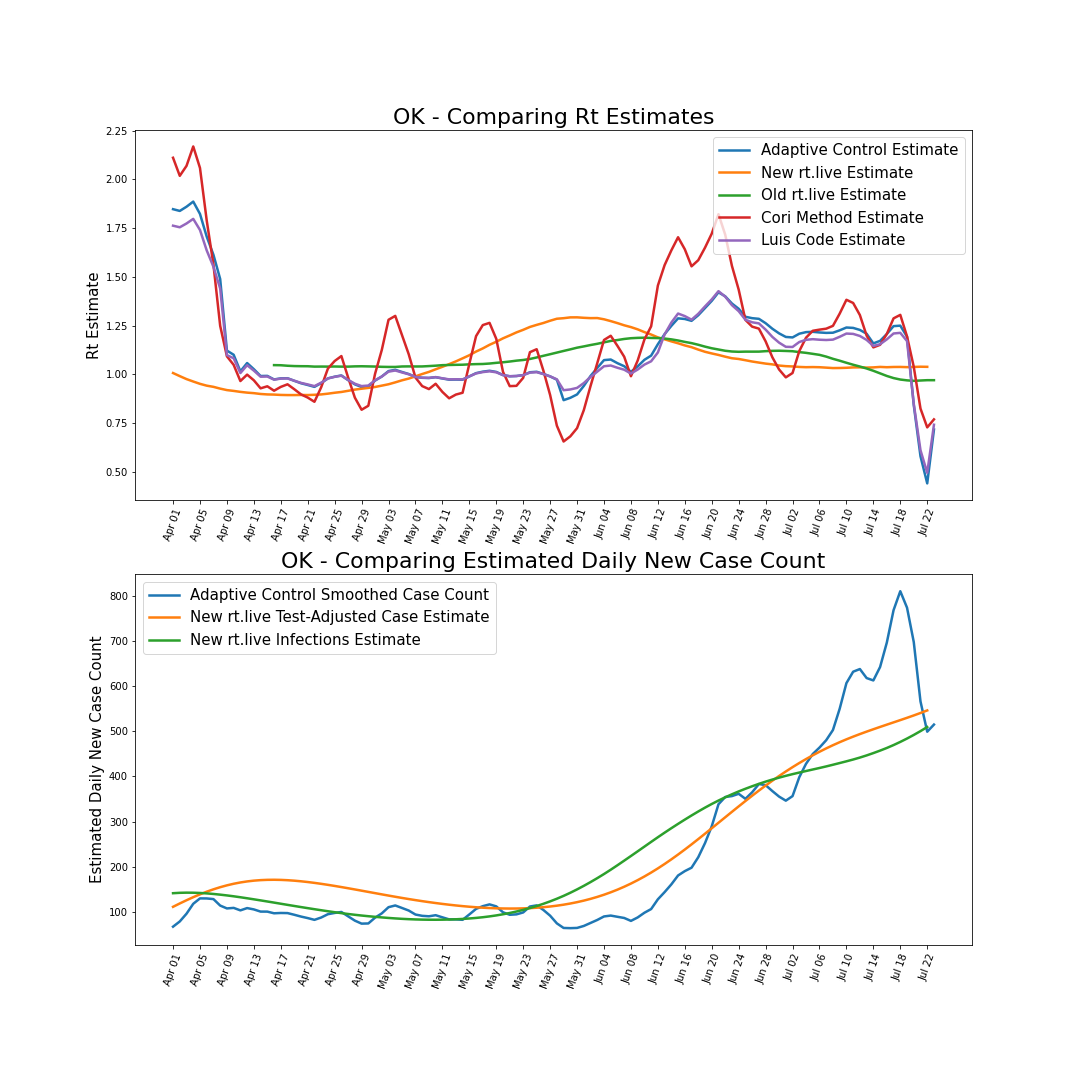 OK - Comparing Rt Estimates
Rt Estimate
2.25
2.00
1.75
1.50
1.25
1.00
0.75
0.50
Adaptive Control Estimate
New rt.live Estimate
Old rt.live Estimate
Cori Method Estimate
Luis Code Estimate
Apr 01
Apr 05
Apr 09
Apr 13
Apr 17
Apr 21
Apr 25
Apr 29
May 03
May 07
May 11
May 15
May 19
May 23
May 27
May 31
Jun 04
Jun 08
Jun 12
Jun 16
Jun 20
Jun 24
Jun 28
Jul 02
Jul 06
Jul 10
Jul 14
Jul 18
Jul 22
OK - Comparing Estimated Daily New Case Count
Estimated Daily New Case Count
800
700
600
500
400
300
200
100
Adaptive Control Smoothed Case Count
New rt.live Test-Adjusted Case Estimate
New rt.live Infections Estimate
Apr 01
Apr 05
Apr 09
Apr 13
Apr 17
Apr 21
Apr 25
Apr 29
May 03
May 07
May 11
May 15
May 19
May 23
May 27
May 31
Jun 04
Jun 08
Jun 12
Jun 16
Jun 20
Jun 24
Jun 28
Jul 02
Jul 06
Jul 10
Jul 14
Jul 18
Jul 22